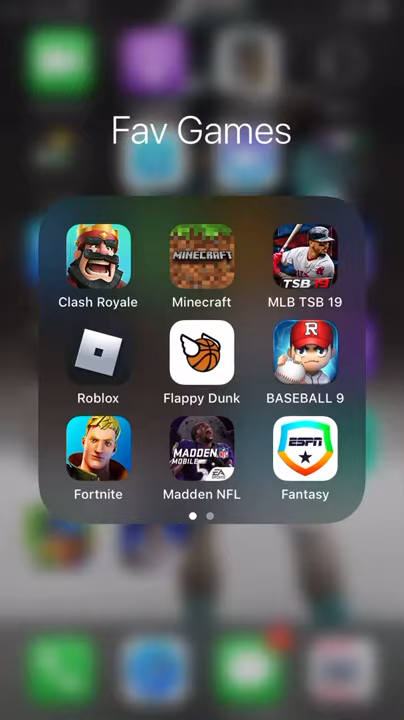 Fav Games
MINECRAFT
TSB 19
Clash Royale
Minecraft
MLB TSB 19
R
Roblox
Flappy Dunk
BASEBALL 9
MADDEN NFL
MOBILE
EA
SPORTS
ESPN
Fortnite
Madden NFL
Fantasy